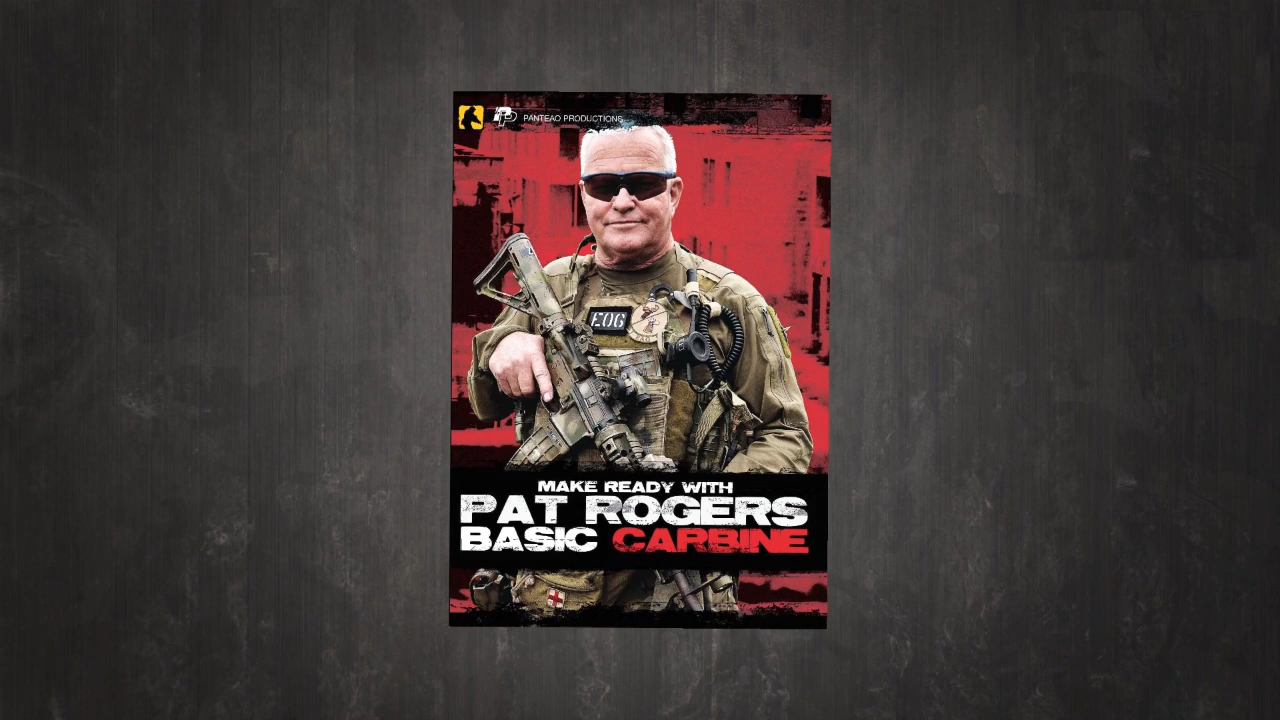 PANTEAO PRODUCTIONS
EOG
MAKE READY WITH
PAT ROGERS
BASIC CARBINE